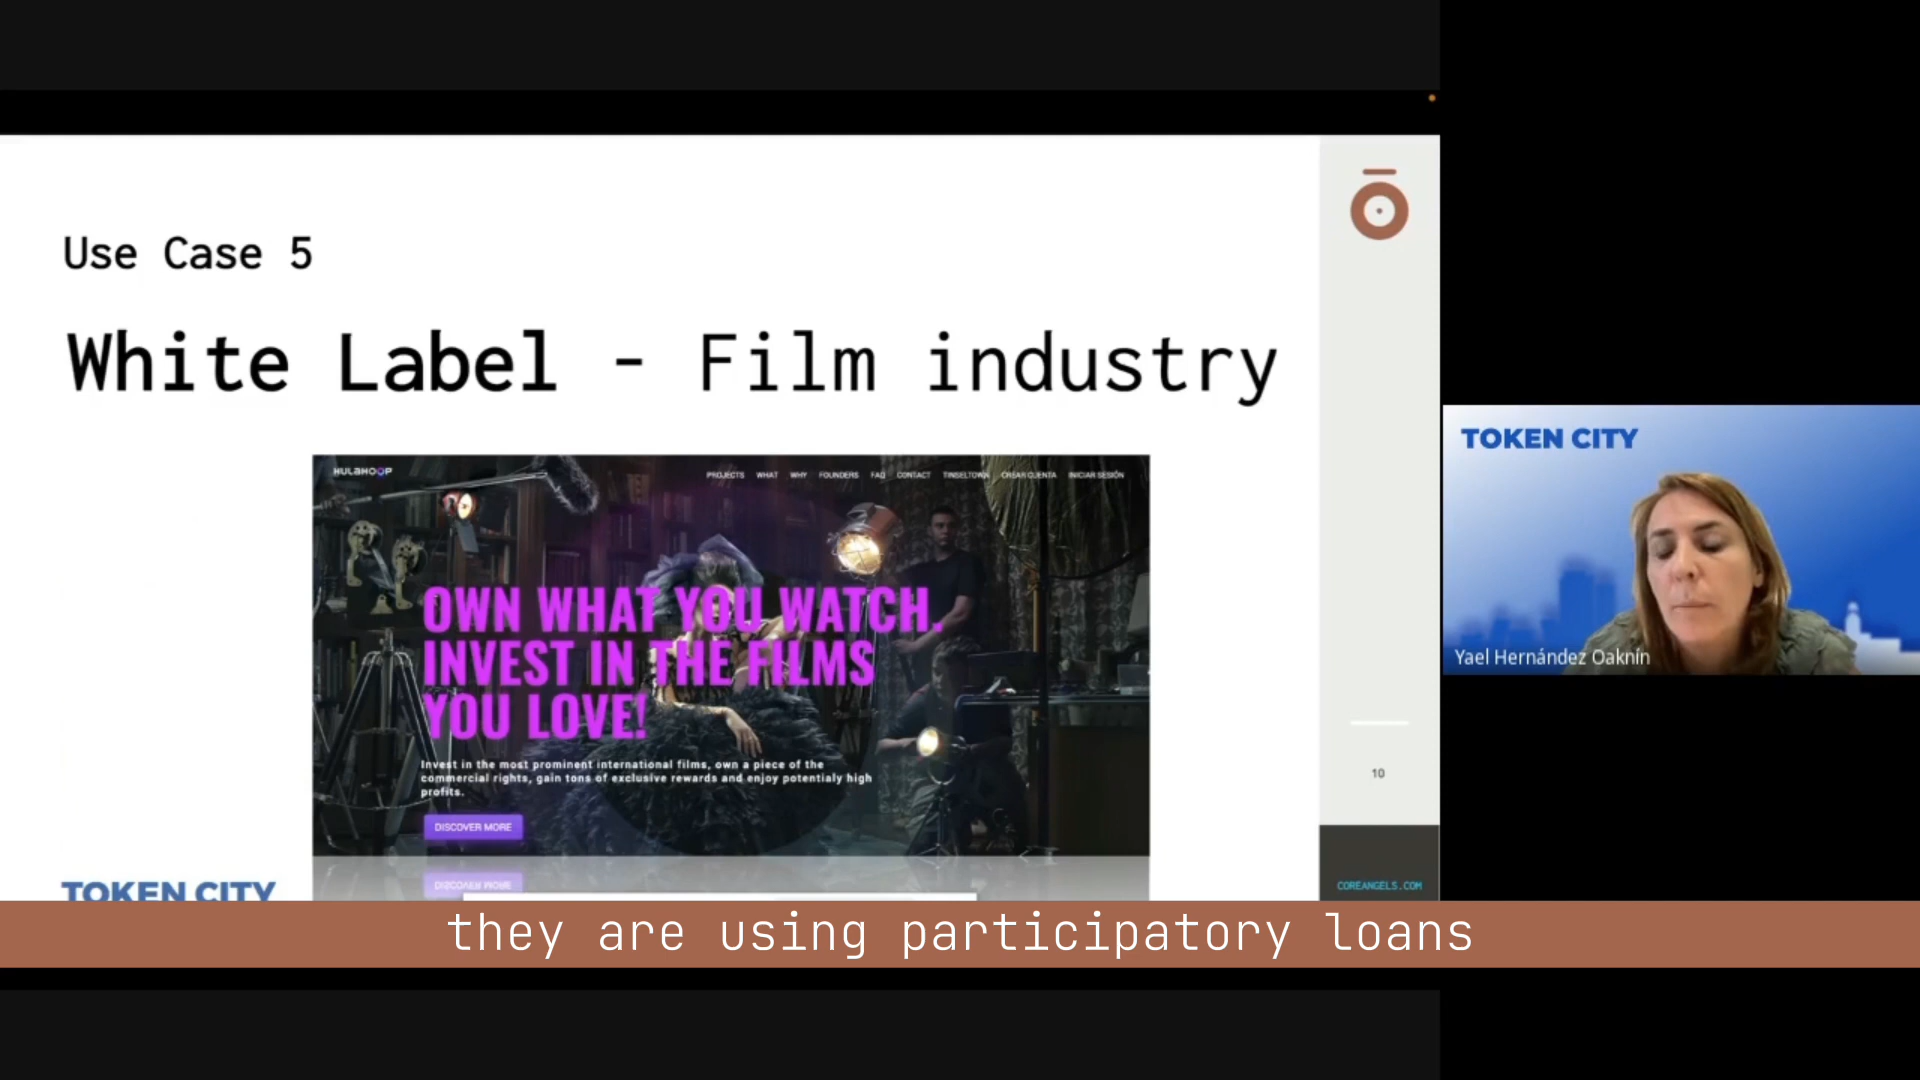 Use Case 5
White Label - Film industry
HULAHOOP
PROJECTS WHAT WHY FOUNDERS FAQ CONTACT TINSELTOWN CREAR CUENTA INICIAR SESIÓN
OWN WHAT YOU WATCH.
INVEST IN THE FILMS
YOU LOVE!
Invest in the most prominent international films, own a piece of the
commercial rights, gain tons of exclusive rewards and enjoy potentialy high
profits.
DISCOVER MORE
DISCOVER MORE
TOKEN CITY
10
COREANGELS.COM
TOKEN CITY
Yael Hernández Oaknín
they are using participatory loans